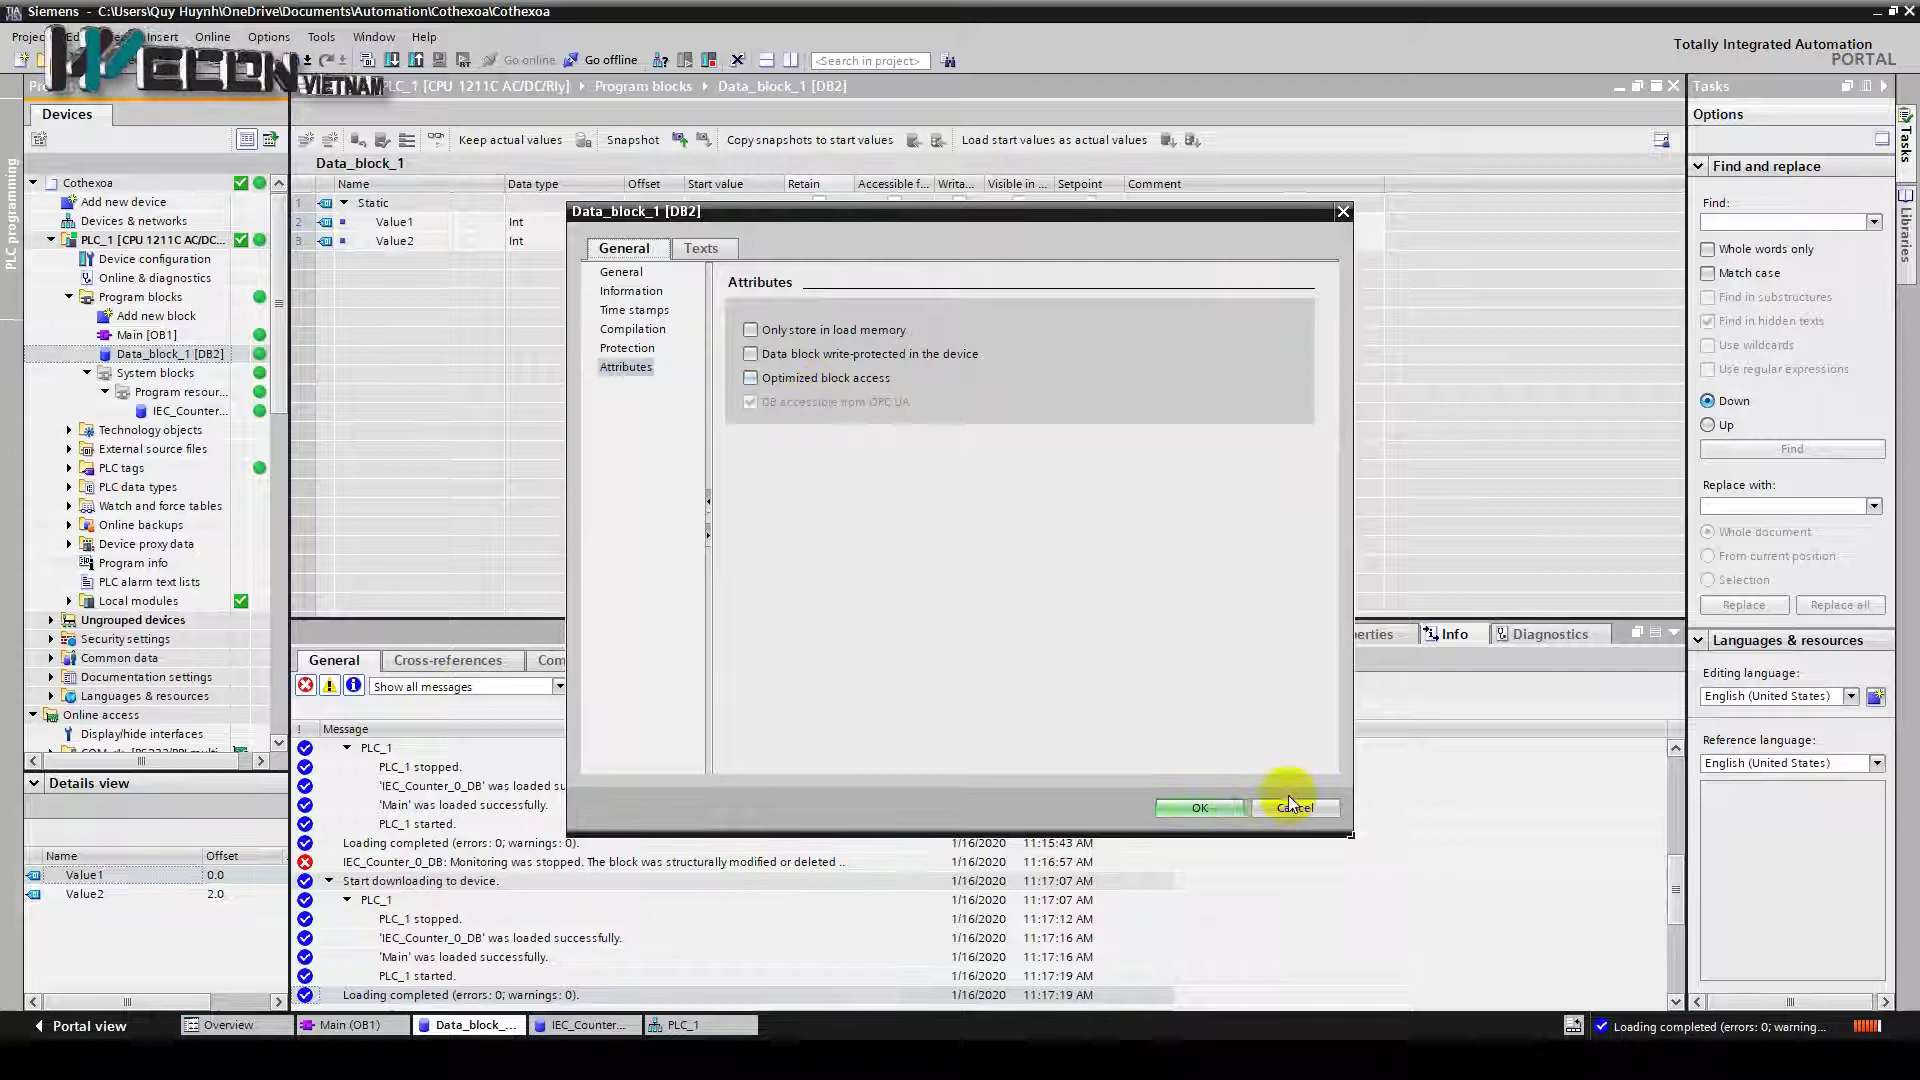 Siemens - C:\Users\Quy Huynh\OneDrive\Documents\Automation\Cothexoa\Cothexoa
Insert Online Options Tools Window Help
Totally Integrated Automation
PORTAL
Go online Go offline <Search in project>
WECON VIETNAM
PLC_1 [CPU 1211C AC/DC/Rly] Program blocks Data_block_1 [DB2]
Tasks
Devices
Options
Keep actual values Snapshot Copy snapshots to start values Load start values as actual values
PLC programming
Tasks
Libraries
Data_block_1
Name Data type Offset Start value Retain Accessible f... Writa... Visible in ... Setpoint Comment
1 Static
2 Value1 Int
3 Value2 Int
Cothexoa
Add new device
Devices & networks
PLC_1 [CPU 1211C AC/DC...
Device configuration
Online & diagnostics
Program blocks
Add new block
Main [OB1]
Data_block_1 [DB2]
System blocks
Program resour...
IEC_Counter...
Technology objects
External source files
PLC tags
PLC data types
Watch and force tables
Online backups
Device proxy data
Program info
PLC alarm text lists
Local modules
Ungrouped devices
Security settings
Common data
Documentation settings
Languages & resources
Online access
Display/hide interfaces
Details view
Name Offset
Value1 0.0
Value2 2.0
Data_block_1 [DB2]
General Texts
General
Information
Time stamps
Compilation
Protection
Attributes
Attributes
Only store in load memory
Data block write-protected in the device
Optimized block access
DB accessible from OPC UA
OK Cancel
Find and replace
Find:
Whole words only
Match case
Find in substructures
Find in hidden texts
Use wildcards
Use regular expressions
Down
Up
Find
Replace with:
Whole document
From current position
Selection
Replace Replace all
Languages & resources
Editing language:
English (United States)
Reference language:
English (United States)
Info Diagnostics
General Cross-references
Show all messages
! Message
PLC_1
PLC_1 stopped.
'IEC_Counter_0_DB' was loaded su
'Main' was loaded successfully.
PLC_1 started.
Loading completed (errors: 0; warnings: 0). 1/16/2020 11:15:43 AM
IEC_Counter_0_DB: Monitoring was stopped. The block was structurally modified or deleted .. 1/16/2020 11:16:57 AM
Start downloading to device. 1/16/2020 11:17:07 AM
PLC_1 1/16/2020 11:17:07 AM
PLC_1 stopped. 1/16/2020 11:17:12 AM
'IEC_Counter_0_DB' was loaded successfully. 1/16/2020 11:17:16 AM
'Main' was loaded successfully. 1/16/2020 11:17:16 AM
PLC_1 started. 1/16/2020 11:17:19 AM
Loading completed (errors: 0; warnings: 0). 1/16/2020 11:17:19 AM
Portal view Overview Main (OB1) Data_block_... IEC_Counter... PLC_1 Loading completed (errors: 0; warning...